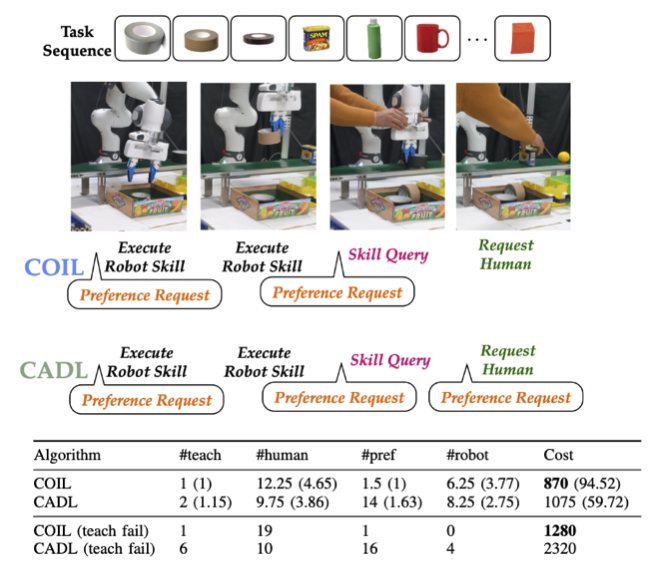 Task
Sequence
SPAM
...
Execute
Robot Skill
Execute
Robot Skill
Skill Query
Request
Human
COIL
Preference Request
Preference Request
Execute
Robot Skill
Execute
Robot Skill
Skill Query
Request
Human
CADL
Preference Request
Preference Request
Preference Request
Algorithm #teach #human #pref #robot Cost
COIL 1 (1) 12.25 (4.65) 1.5 (1) 6.25 (3.77) 870 (94.52)
CADL 2 (1.15) 9.75 (3.86) 14 (1.63) 8.25 (2.75) 1075 (59.72)
COIL (teach fail) 1 19 1 0 1280
CADL (teach fail) 6 10 16 4 2320